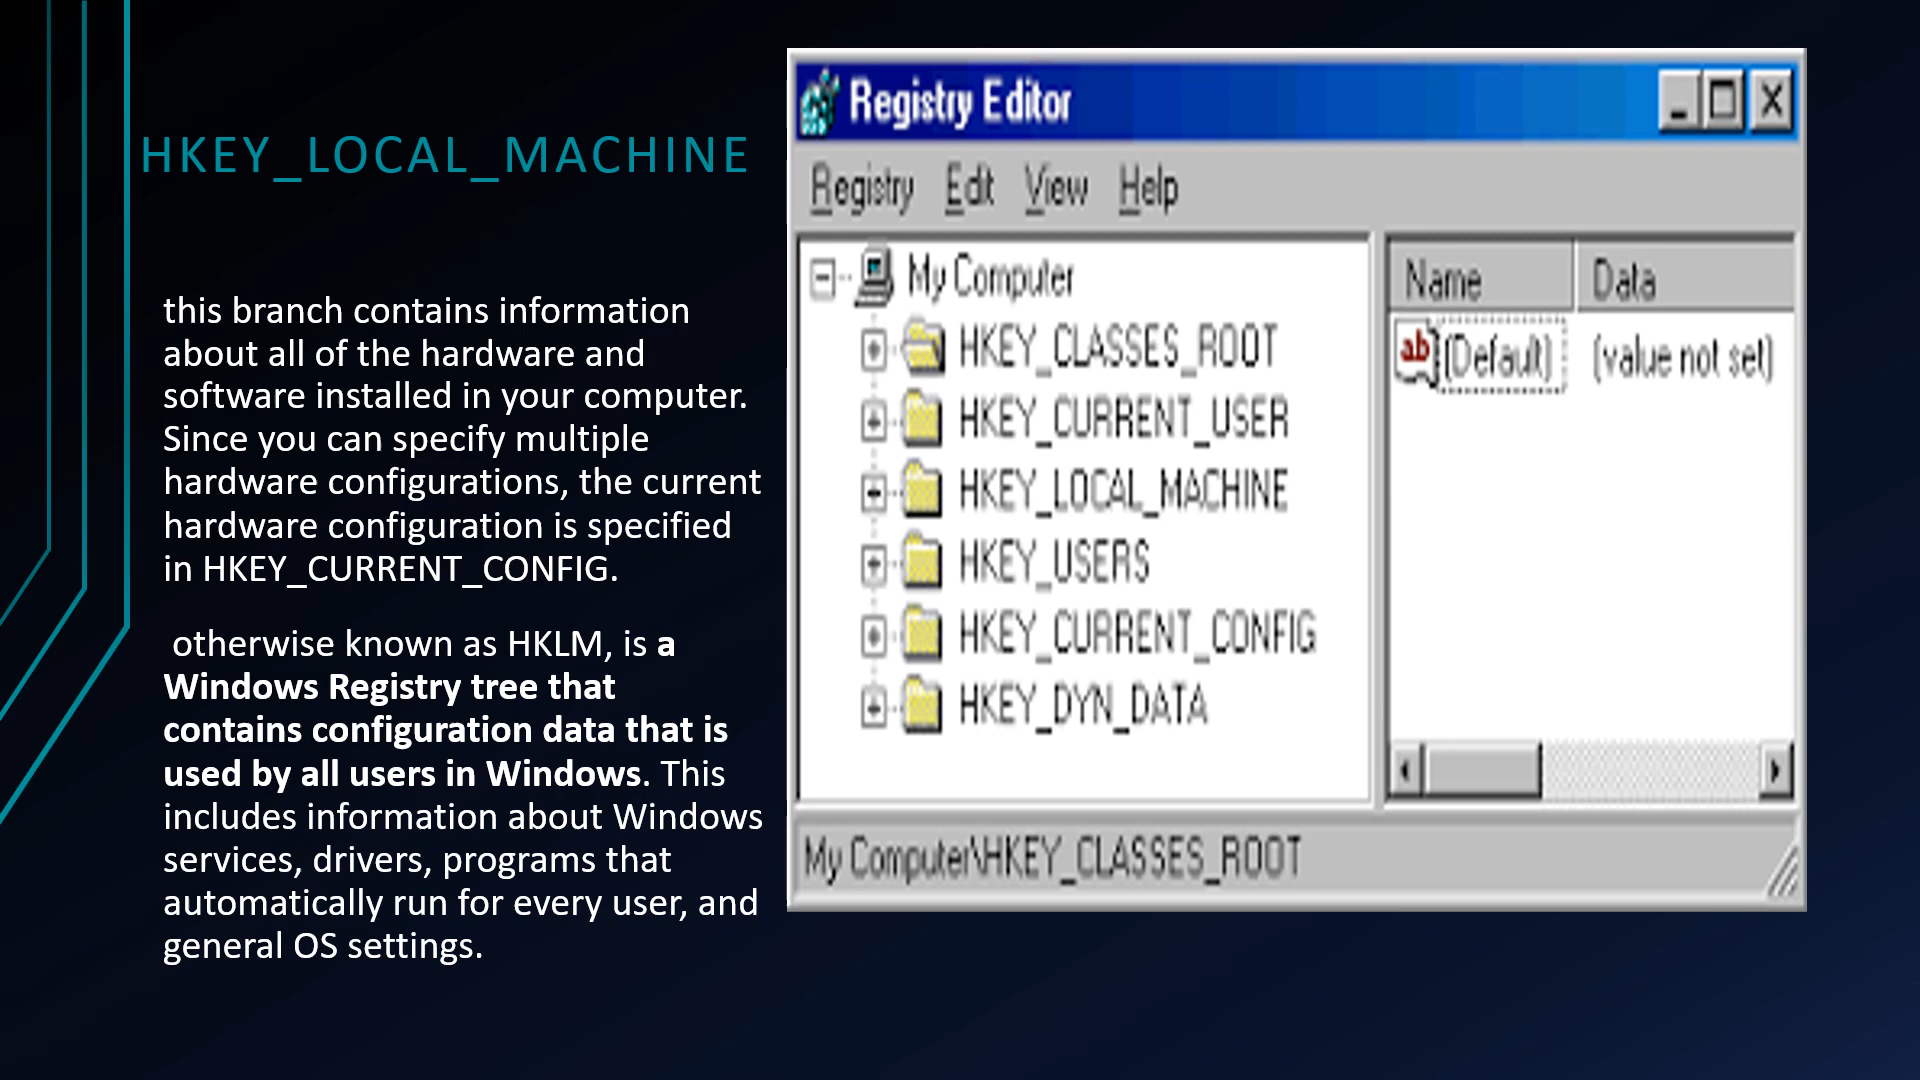 HKEY_LOCAL_MACHINE
this branch contains information
about all of the hardware and
software installed in your computer.
Since you can specify multiple
hardware configurations, the current
hardware configuration is specified
in HKEY_CURRENT_CONFIG.
otherwise known as HKLM, is a
Windows Registry tree that
contains configuration data that is
used by all users in Windows. This
includes information about Windows
services, drivers, programs that
automatically run for every user, and
general OS settings.
Registry Editor
Registry Edit View Help
My Computer
HKEY_CLASSES_ROOT
HKEY_CURRENT_USER
HKEY_LOCAL_MACHINE
HKEY_USERS
HKEY_CURRENT_CONFIG
HKEY_DYN_DATA
Name Data
ab (Default) (value not set)
My Computer\HKEY_CLASSES_ROOT